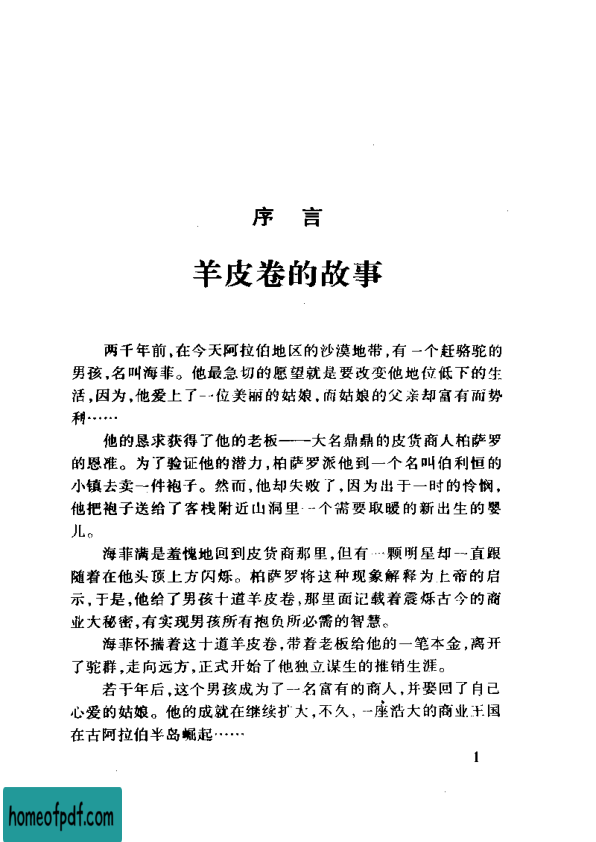 序 言
羊皮卷的故事
两千年前,在今天阿拉伯地区的沙漠地带,有一个赶骆驼的
男孩,名叫海菲。他最急切的愿望就是要改变他地位低下的生
活,因为,他爱上了一位美丽的姑娘,而姑娘的父亲却富有而势
利……
他的恳求获得了他的老板——大名鼎鼎的皮货商人柏萨罗
的恩准。为了验证他的潜力,柏萨罗派他到一个名叫伯利恒的
小镇去卖一件袍子。然而,他却失败了,因为出于一时的怜悯,
他把袍子送给了客栈附近山洞里一个需要取暖的新出生的婴
儿。
海菲满是羞愧地回到皮货商那里,但有一颗明星却一直跟
随着在他头顶上方闪烁。柏萨罗将这种现象解释为上帝的启
示,于是,他给了男孩十道羊皮卷,那里面记载着震烁古今的商
业大秘密,有实现男孩所有抱负所必需的智慧。
海菲怀揣着这十道羊皮卷,带着老板给他的一笔本金,离开
了驼群,走向远方,正式开始了他独立谋生的推销生涯。
若干年后,这个男孩成为了一名富有的商人,并娶回了自己
心爱的姑娘。他的成就在继续扩大,不久,一座浩大的商业王国
在古阿拉伯半岛崛起……
1
homeofpdf.com